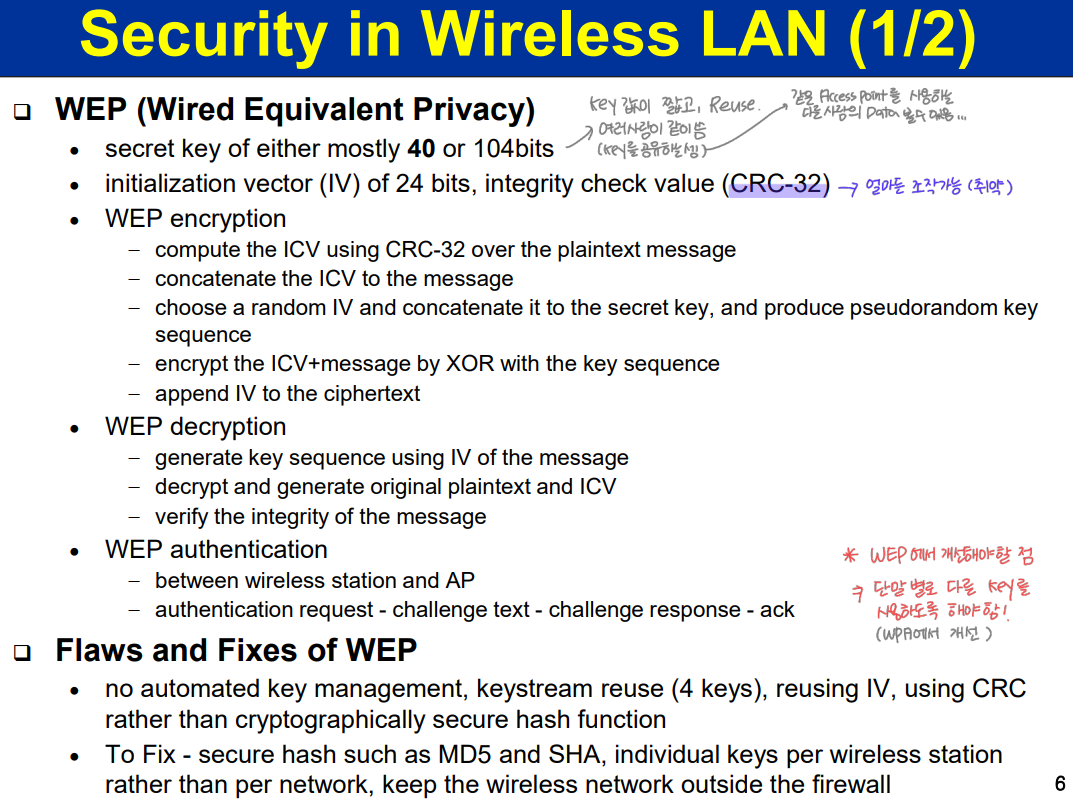 Security in Wireless LAN (1/2)
❑ WEP (Wired Equivalent Privacy)
key 값이 짧고, Reuse.
여러사람이 같이 씀
(key를 공유하는 셈)
같은 Access Point를 사용하는
다른 사람의 Data 볼수 있음...
• secret key of either mostly 40 or 104bits
• initialization vector (IV) of 24 bits, integrity check value (CRC-32) → 얼마든 조작가능 (취약)
• WEP encryption
– compute the ICV using CRC-32 over the plaintext message
– concatenate the ICV to the message
– choose a random IV and concatenate it to the secret key, and produce pseudorandom key
sequence
– encrypt the ICV+message by XOR with the key sequence
– append IV to the ciphertext
• WEP decryption
– generate key sequence using IV of the message
– decrypt and generate original plaintext and ICV
– verify the integrity of the message
• WEP authentication
– between wireless station and AP
– authentication request - challenge text - challenge response - ack
* WEP에서 개선해야할 점
→ 단말 별로 다른 key를
사용하도록 해야함!
(WPA에서 개선)
❑ Flaws and Fixes of WEP
• no automated key management, keystream reuse (4 keys), reusing IV, using CRC
rather than cryptographically secure hash function
• To Fix - secure hash such as MD5 and SHA, individual keys per wireless station
rather than per network, keep the wireless network outside the firewall
6